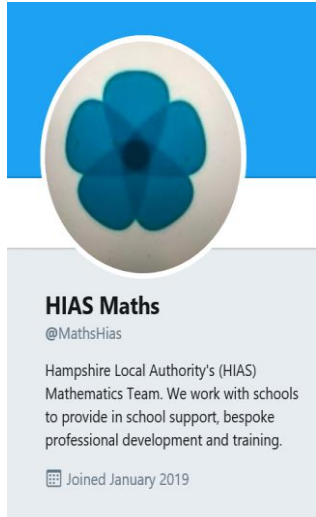 HIAS Maths
@MathsHias
Hampshire Local Authority's (HIAS)
Mathematics Team. We work with schools
to provide in school support, bespoke
professional development and training.
Joined January 2019